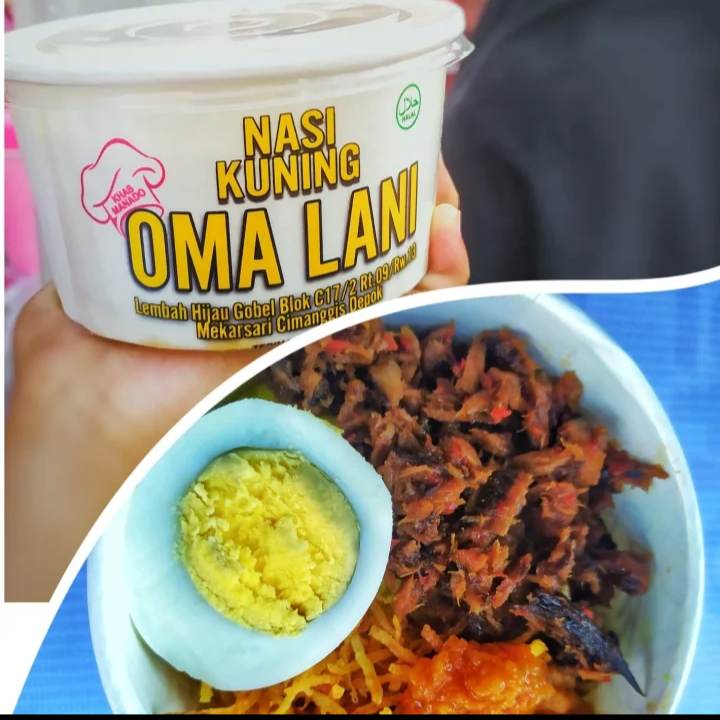 حلال
HALAL
NASI
KUNING
KHAS
MANADO
OMA LANI
Lembah Hijau Gobel Blok C17/2 Rt.09/Rw.13
Mekarsari Cimanggis Depok